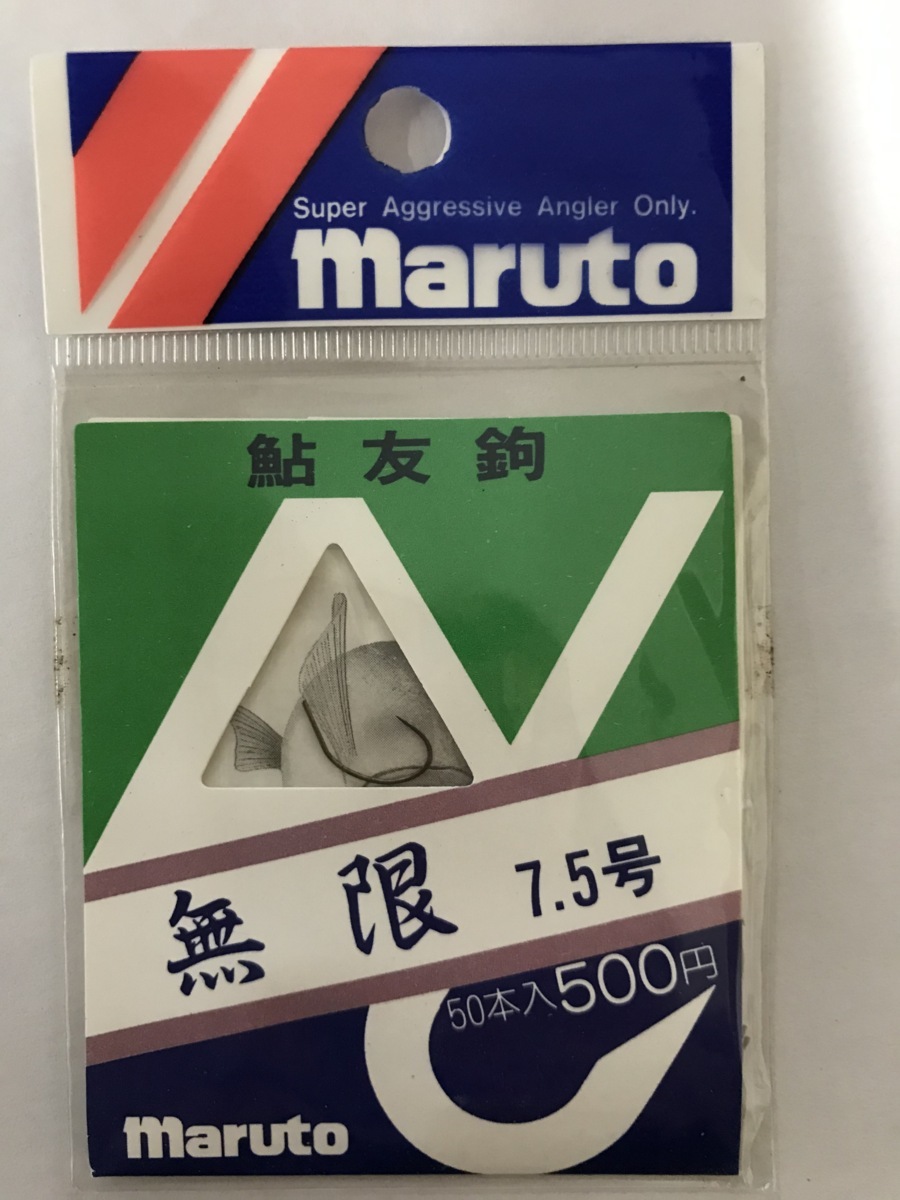 Super Aggressive Angler Only.
maruto
鮎友鉤
無限 7.5号
50本入500円
maruto